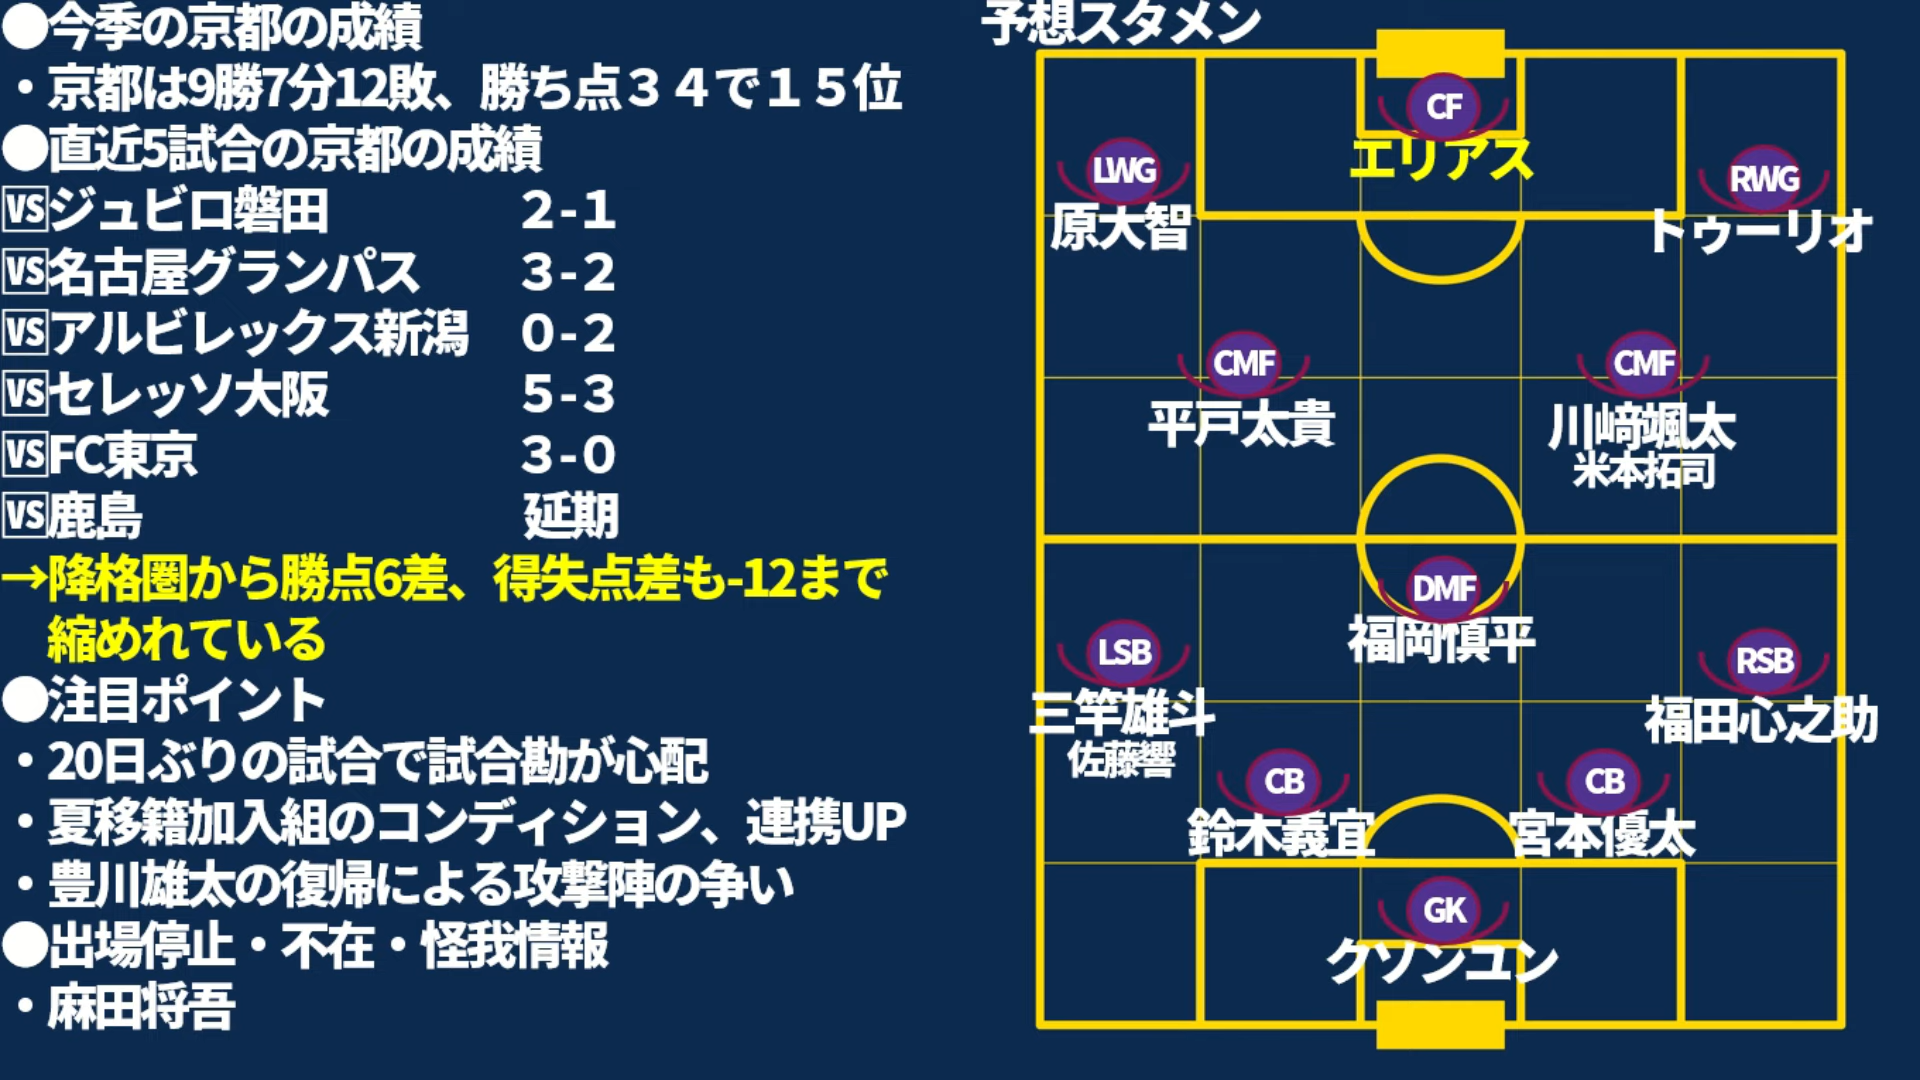 ●今季の京都の成績
・京都は9勝7分12敗、勝ち点３４で１５位
●直近5試合の京都の成績
🆚ジュビロ磐田　２-１
🆚名古屋グランパス　３-２
🆚アルビレックス新潟　０-２
🆚セレッソ大阪　５-３
🆚FC東京　３-０
🆚鹿島　延期
→降格圏から勝点6差、得失点差も-12まで
縮めれている
●注目ポイント
・20日ぶりの試合で試合勘が心配
・夏移籍加入組のコンディション、連携UP
・豊川雄太の復帰による攻撃陣の争い
●出場停止・不在・怪我情報
・麻田将吾
予想スタメン
CF
エリアス
LWG
原大智
RWG
トゥーリオ
CMF
平戸太貴
CMF
川﨑颯太
米本拓司
DMF
福岡慎平
LSB
三竿雄斗
佐藤響
RSB
福田心之助
CB
鈴木義宜
CB
宮本優太
GK
クソンユン